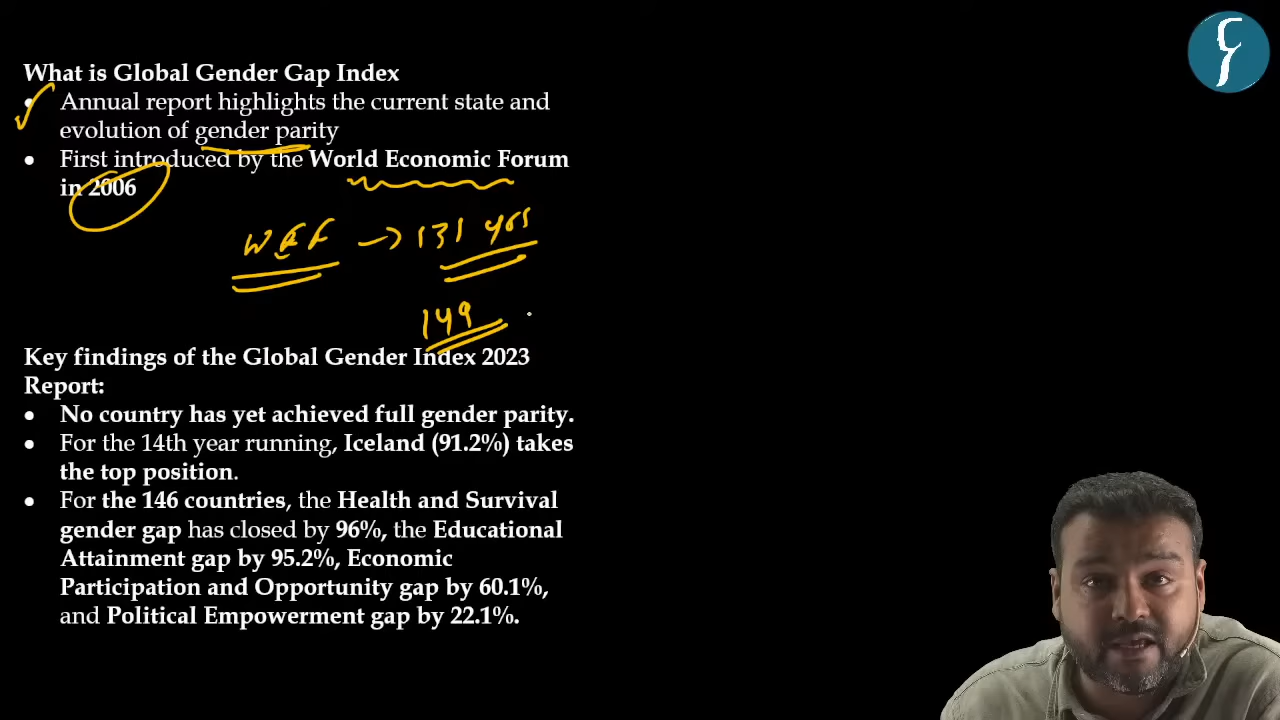 What is Global Gender Gap Index
• Annual report highlights the current state and
evolution of gender parity
• First introduced by the World Economic Forum
in 2006
WEF → 131 yrs
149
Key findings of the Global Gender Index 2023
Report:
• No country has yet achieved full gender parity.
• For the 14th year running, Iceland (91.2%) takes
the top position.
• For the 146 countries, the Health and Survival
gender gap has closed by 96%, the Educational
Attainment gap by 95.2%, Economic
Participation and Opportunity gap by 60.1%,
and Political Empowerment gap by 22.1%.